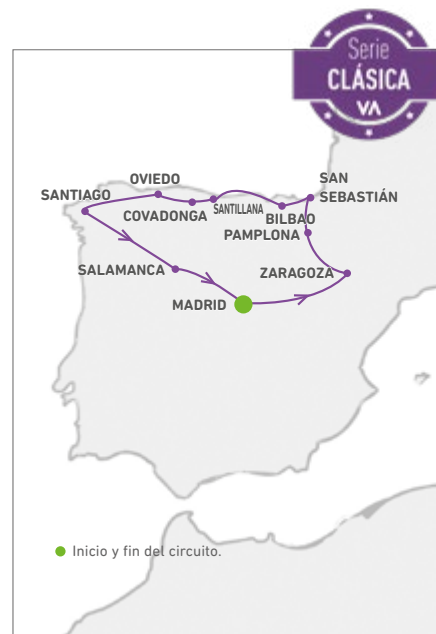 Serie
CLÁSICA
VA
OVIEDO
SAN
SEBASTIÁN
SANTIAGO
COVADONGA
SANTILLANA
BILBAO
PAMPLONA
SALAMANCA
ZARAGOZA
MADRID
Inicio y fin del circuito.